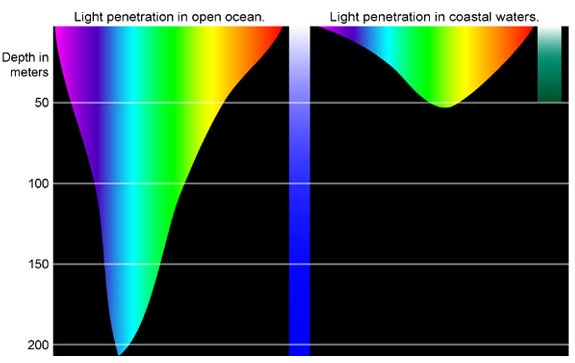 Light penetration in open ocean.
Light penetration in coastal waters.
Depth in
meters
50
100
150
200